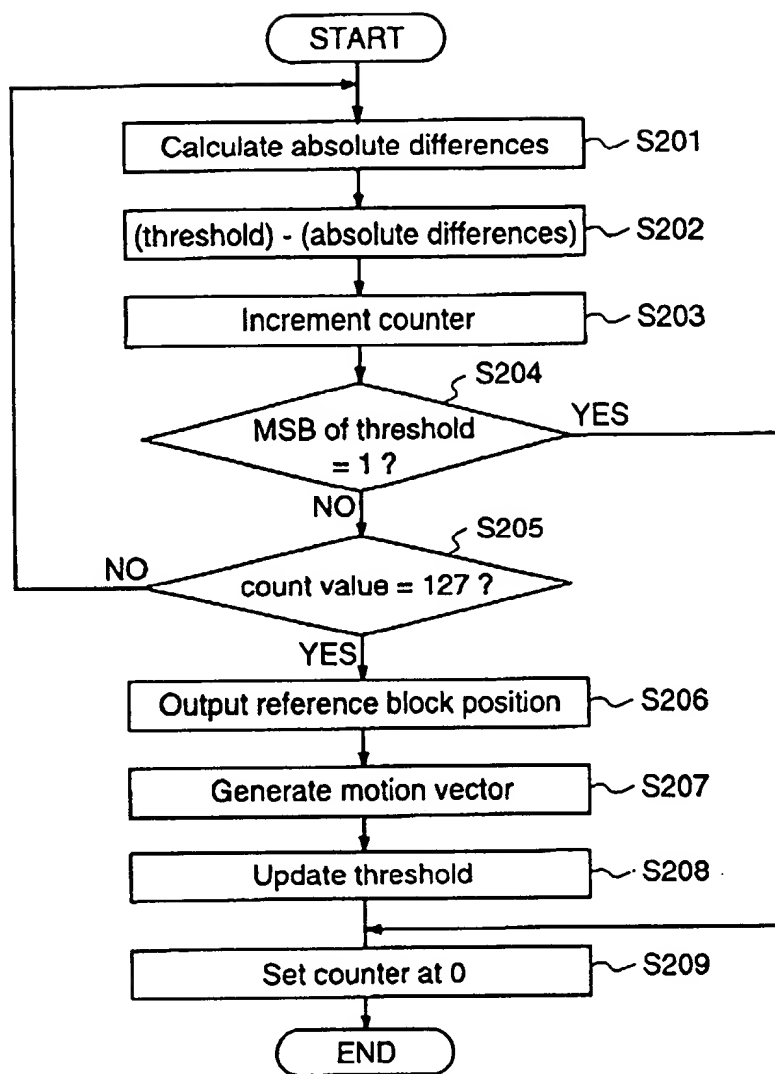 START
Calculate absolute differences
S201
(threshold) - (absolute differences)
S202
Increment counter
S203
S204
MSB of threshold
= 1 ?
YES
NO
S205
count value = 127 ?
NO
YES
Output reference block position
S206
Generate motion vector
S207
Update threshold
S208
Set counter at 0
S209
END